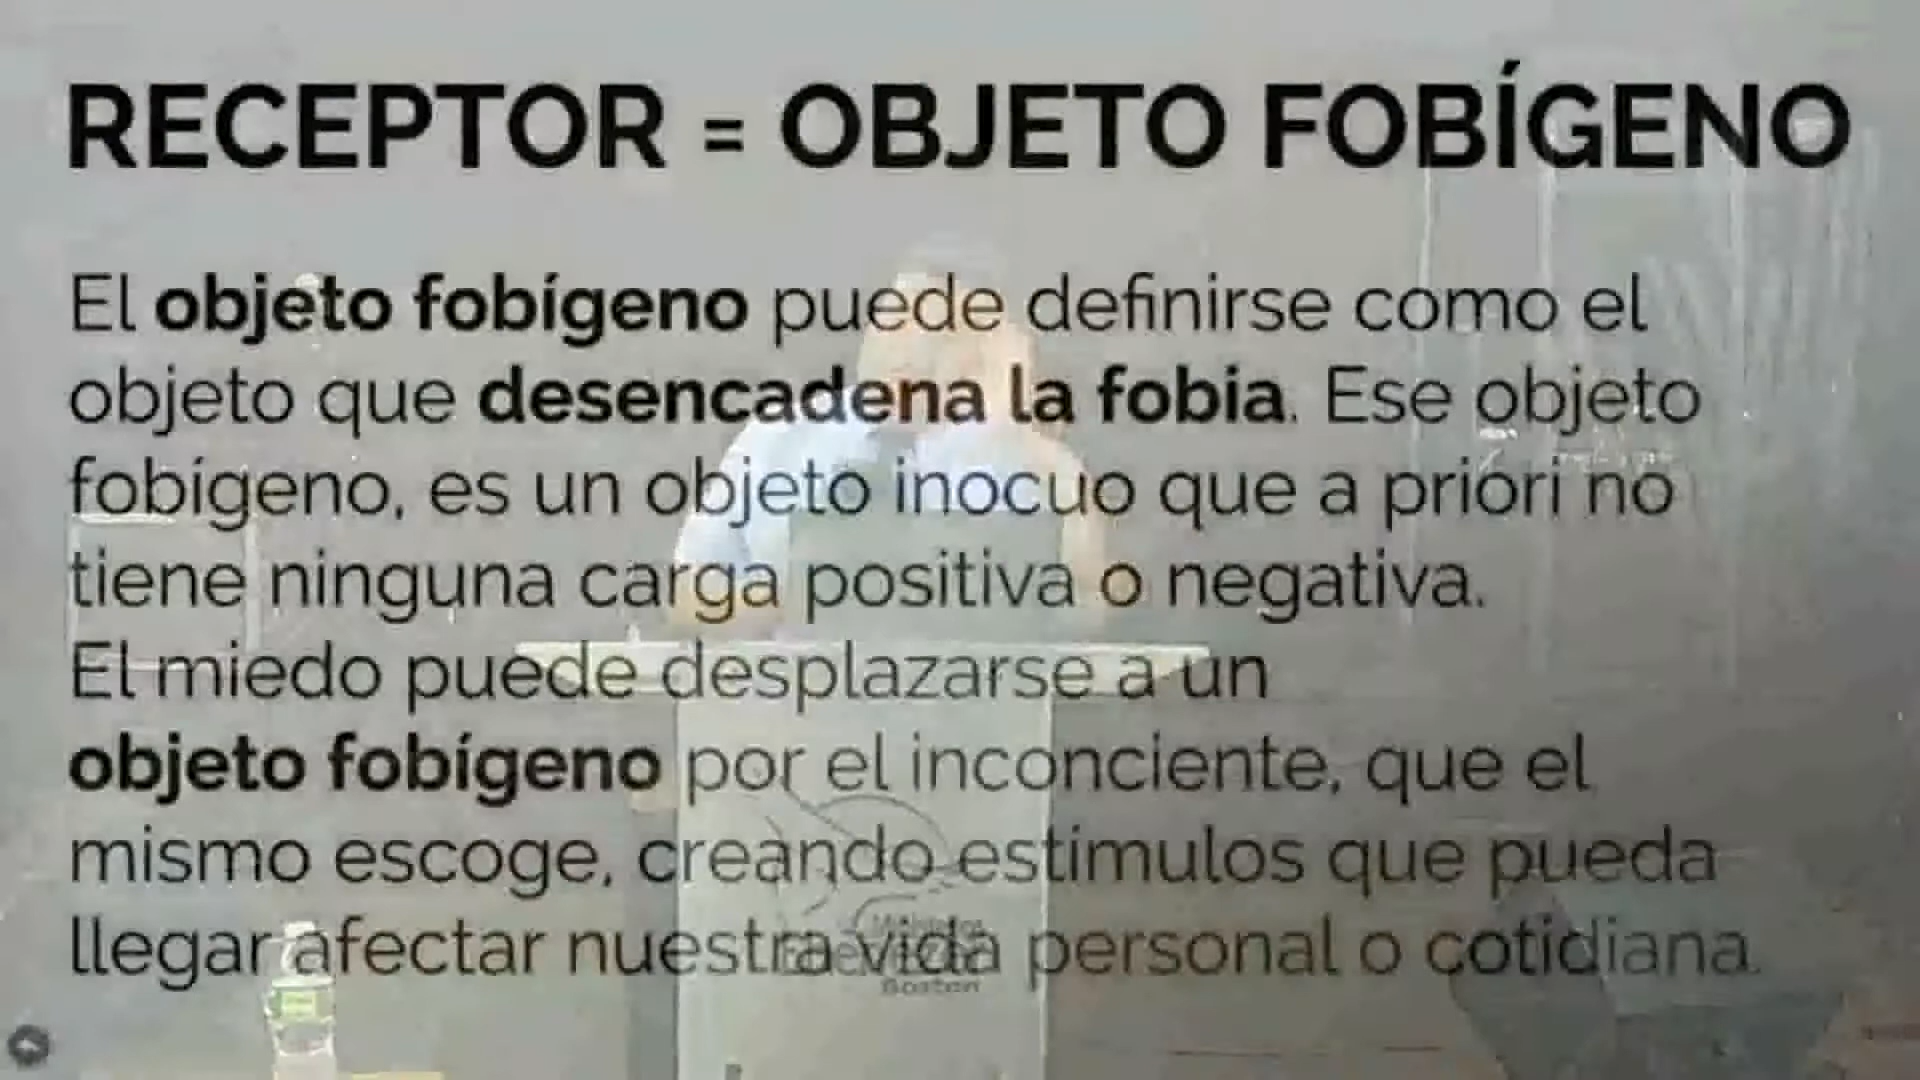 RECEPTOR = OBJETO FOBÍGENO
El objeto fobígeno puede definirse como el
objeto que desencadena la fobia. Ese objeto
fobígeno, es un objeto inocuo que a priori no
tiene ninguna carga positiva o negativa.
El miedo puede desplazarse a un
objeto fobígeno por el inconciente, que el
mismo escoge, creando estimulos que pueda
llegar afectar nuestra vida personal o cotidiana.
Boston